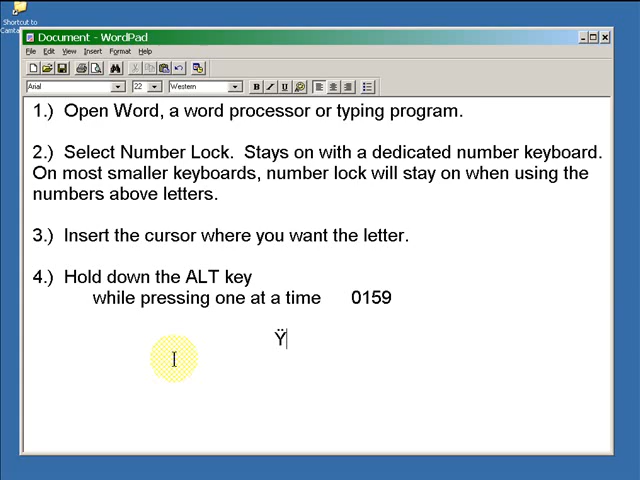 Shortcut to
Document - WordPad
File Edit View Insert Format Help
Arial 22 Western B I U
1.) Open Word, a word processor or typing program.
2.) Select Number Lock. Stays on with a dedicated number keyboard.
On most smaller keyboards, number lock will stay on when using the
numbers above letters.
3.) Insert the cursor where you want the letter.
4.) Hold down the ALT key
while pressing one at a time 0159
Ÿ